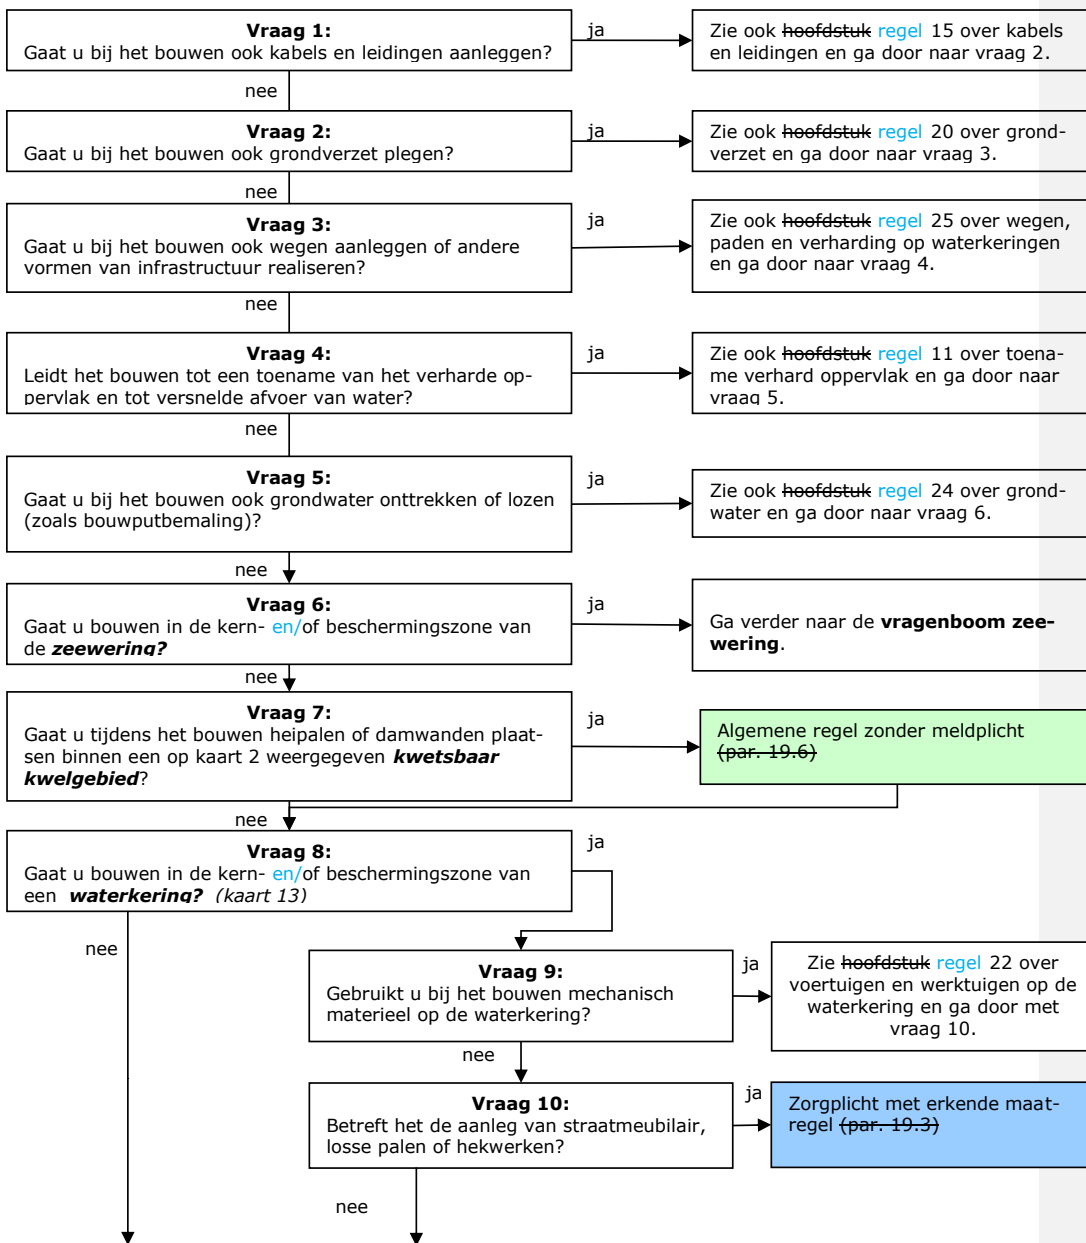 Vraag 1:
Gaat u bij het bouwen ook kabels en leidingen aanleggen?
ja
Zie ook hoofdstuk regel 15 over kabels
en leidingen en ga door naar vraag 2.
nee
Vraag 2:
Gaat u bij het bouwen ook grondverzet plegen?
ja
Zie ook hoofdstuk regel 20 over grond-
verzet en ga door naar vraag 3.
nee
Vraag 3:
Gaat u bij het bouwen ook wegen aanleggen of andere
vormen van infrastructuur realiseren?
ja
Zie ook hoofdstuk regel 25 over wegen,
paden en verharding op waterkeringen
en ga door naar vraag 4.
nee
Vraag 4:
Leidt het bouwen tot een toename van het verharde op-
pervlak en tot versnelde afvoer van water?
ja
Zie ook hoofdstuk regel 11 over toena-
me verhard oppervlak en ga door naar
vraag 5.
nee
Vraag 5:
Gaat u bij het bouwen ook grondwater onttrekken of lozen
(zoals bouwputbemaling)?
ja
Zie ook hoofdstuk regel 24 over grond-
water en ga door naar vraag 6.
nee
Vraag 6:
Gaat u bouwen in de kern- en/of beschermingszone van
de zeewering?
ja
Ga verder naar de vragenboom zee-
wering.
nee
Vraag 7:
Gaat u tijdens het bouwen heipalen of damwanden plaat-
sen binnen een op kaart 2 weergegeven kwetsbaar
kwelgebied?
ja
Algemene regel zonder meldplicht
(par. 19.6)
nee
Vraag 8:
Gaat u bouwen in de kern- en/of beschermingszone van
een waterkering? (kaart 13)
ja
nee
Vraag 9:
Gebruikt u bij het bouwen mechanisch
materieel op de waterkering?
ja
Zie hoofdstuk regel 22 over
voertuigen en werktuigen op de
waterkering en ga door met
vraag 10.
nee
Vraag 10:
Betreft het de aanleg van straatmeubilair,
losse palen of hekwerken?
ja
Zorgplicht met erkende maat-
regel (par. 19.3)
nee